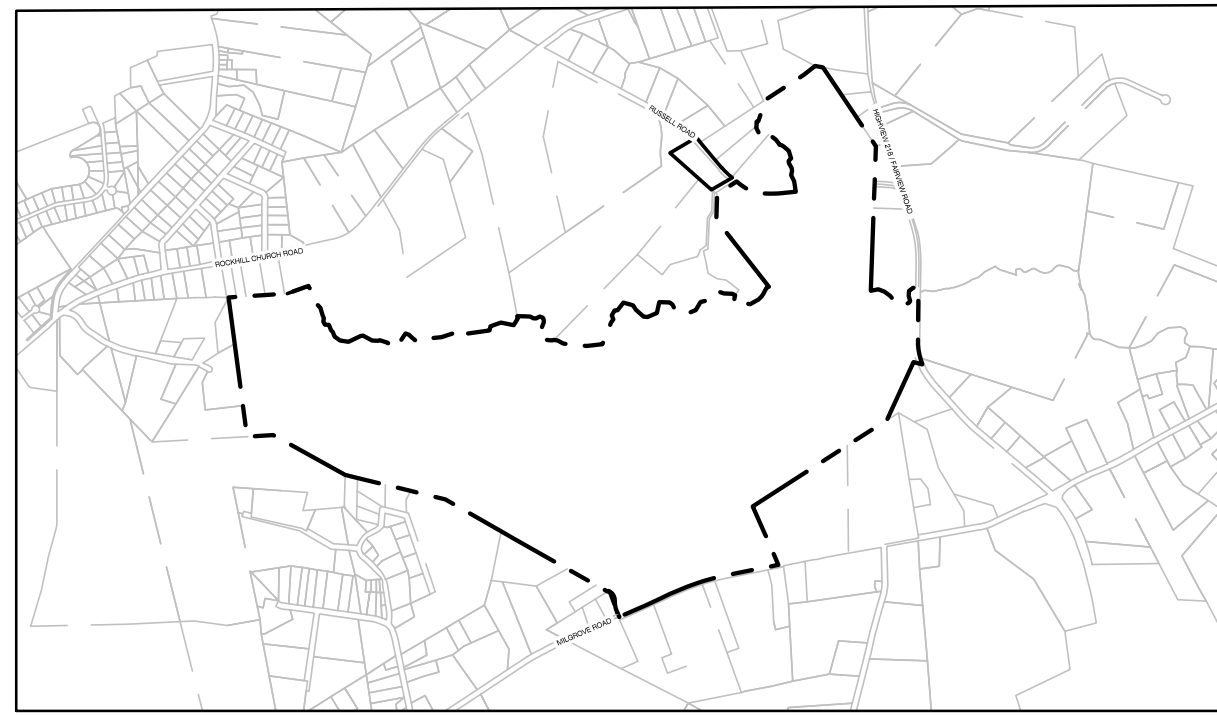 RUSSELL ROAD
HIGHVIEW 218 / FAIRVIEW ROAD
ROCKHILL CHURCH ROAD
MILGROVE ROAD